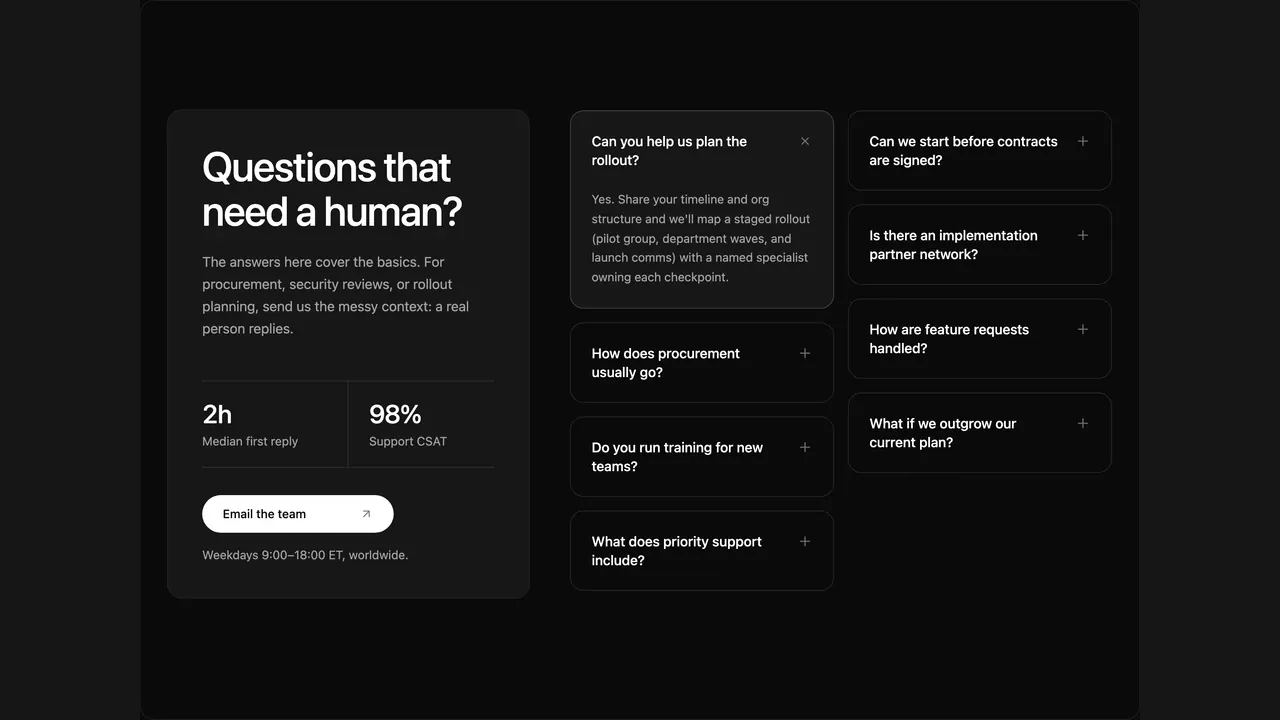 Questions that
need a human?
The answers here cover the basics. For
procurement, security reviews, or rollout
planning, send us the messy context: a real
person replies.
2h
Median first reply
98%
Support CSAT
Email the team
Weekdays 9:00–18:00 ET, worldwide.
Can you help us plan the
rollout?
Yes. Share your timeline and org
structure and we'll map a staged rollout
(pilot group, department waves, and
launch comms) with a named specialist
owning each checkpoint.
How does procurement
usually go?
Do you run training for new
teams?
What does priority support
include?
Can we start before contracts
are signed?
Is there an implementation
partner network?
How are feature requests
handled?
What if we outgrow our
current plan?